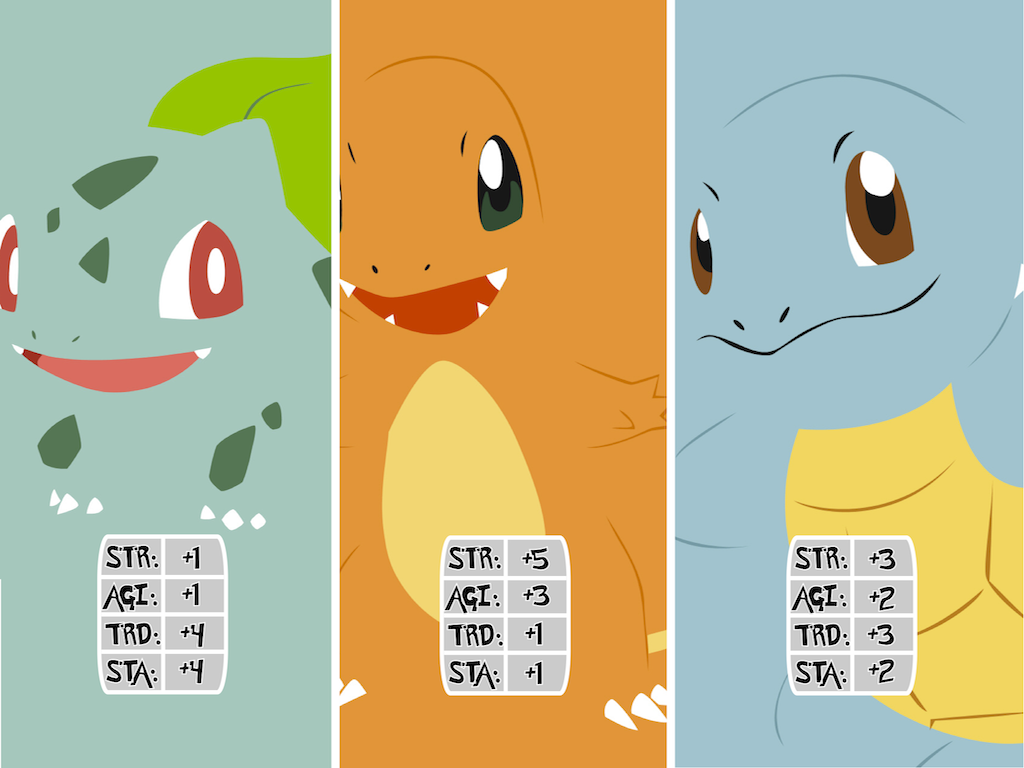 STR: +1
AGI: +1
TRD: +4
STA: +4
STR: +5
AGI: +3
TRD: +1
STA: +1
STR: +3
AGI: +2
TRD: +3
STA: +2